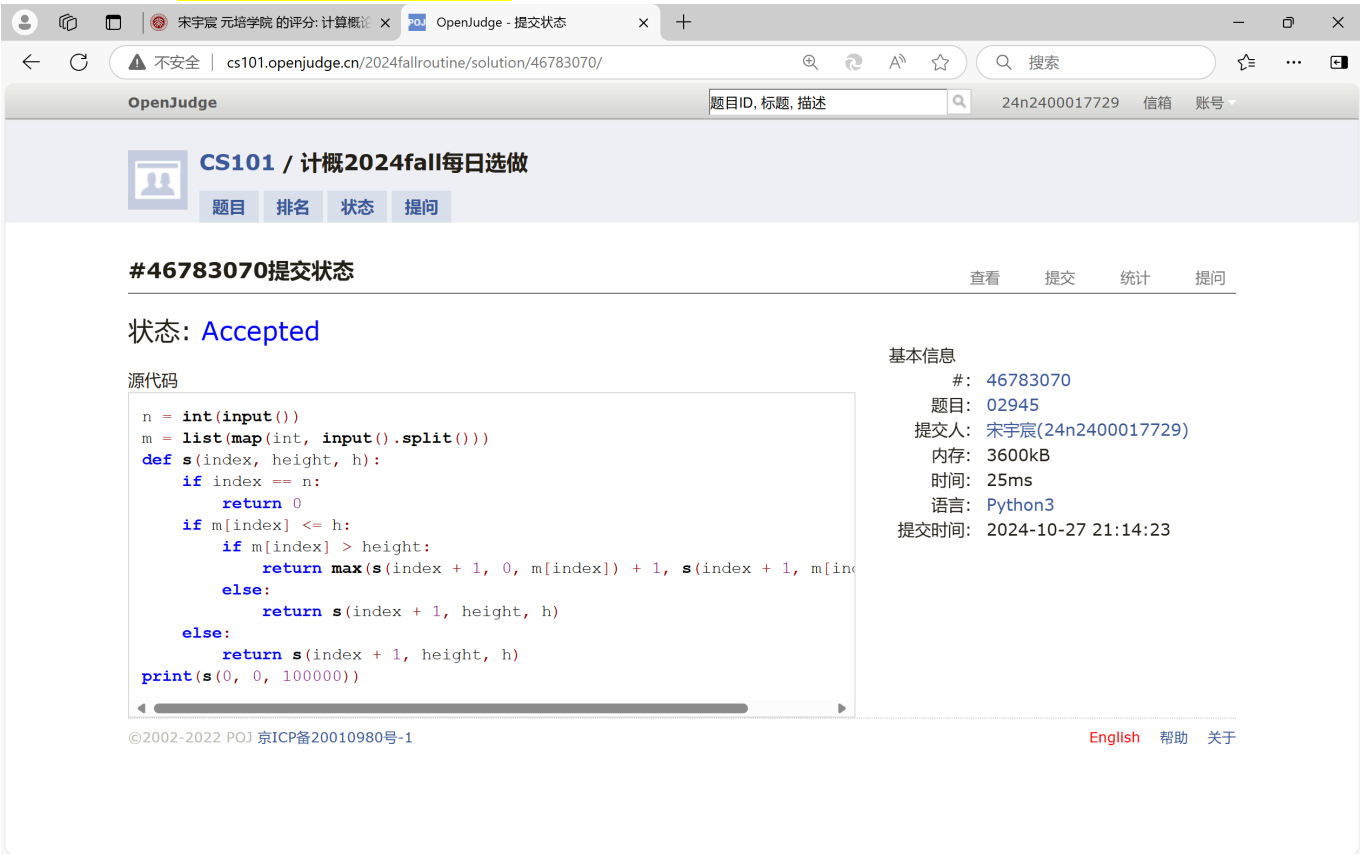 宋宇宸 元培学院 的评分: 计算概论
OpenJudge - 提交状态
不安全 cs101.openjudge.cn/2024fallroutine/solution/46783070/
搜索
OpenJudge
题目ID, 标题, 描述
24n2400017729 信箱 账号
CS101 / 计概2024fall每日选做
题目 排名 状态 提问
#46783070提交状态
查看 提交 统计 提问
状态: Accepted
源代码
n = int(input())
m = list(map(int, input().split()))
def s(index, height, h):
    if index == n:
        return 0
    if m[index] <= h:
        if m[index] > height:
            return max(s(index + 1, 0, m[index]) + 1, s(index + 1, m[ind
        else:
            return s(index + 1, height, h)
    else:
        return s(index + 1, height, h)
print(s(0, 0, 100000))
基本信息
#: 46783070
题目: 02945
提交人: 宋宇宸(24n2400017729)
内存: 3600kB
时间: 25ms
语言: Python3
提交时间: 2024-10-27 21:14:23
©2002-2022 POJ 京ICP备20010980号-1
English 帮助 关于